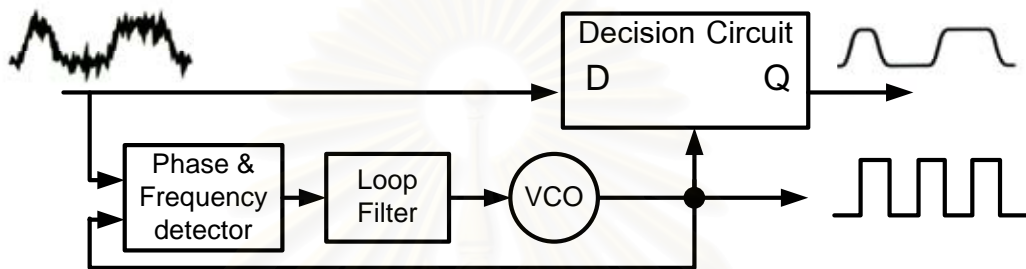 Decision Circuit
D Q
Phase &
Frequency
detector
Loop
Filter
VCO